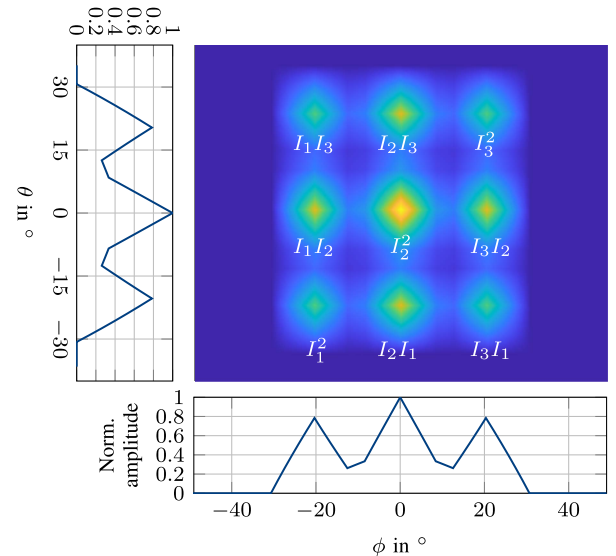 0 0.2 0.4 0.6 0.8 1
30
15
0
−15
−30
θ in °
I₁I₃ I₂I₃ I₃²
I₁I₂ I₂² I₃I₂
I₁² I₂I₁ I₃I₁
1
0.8
0.6
0.4
0.2
0
Norm.
amplitude
−40 −20 0 20 40
ϕ in °